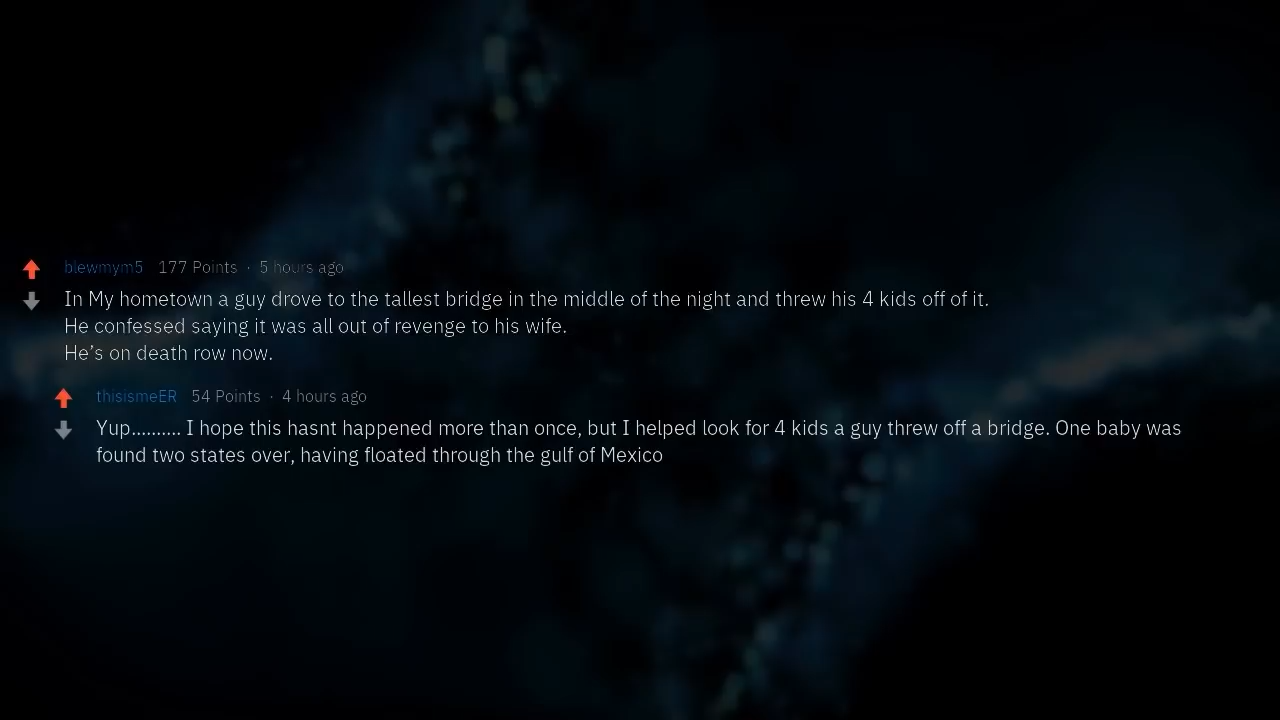 blewmym5 177 Points · 5 hours ago
In My hometown a guy drove to the tallest bridge in the middle of the night and threw his 4 kids off of it.
He confessed saying it was all out of revenge to his wife.
He’s on death row now.
thisismeER 54 Points · 4 hours ago
Yup.......... I hope this hasnt happened more than once, but I helped look for 4 kids a guy threw off a bridge. One baby was
found two states over, having floated through the gulf of Mexico